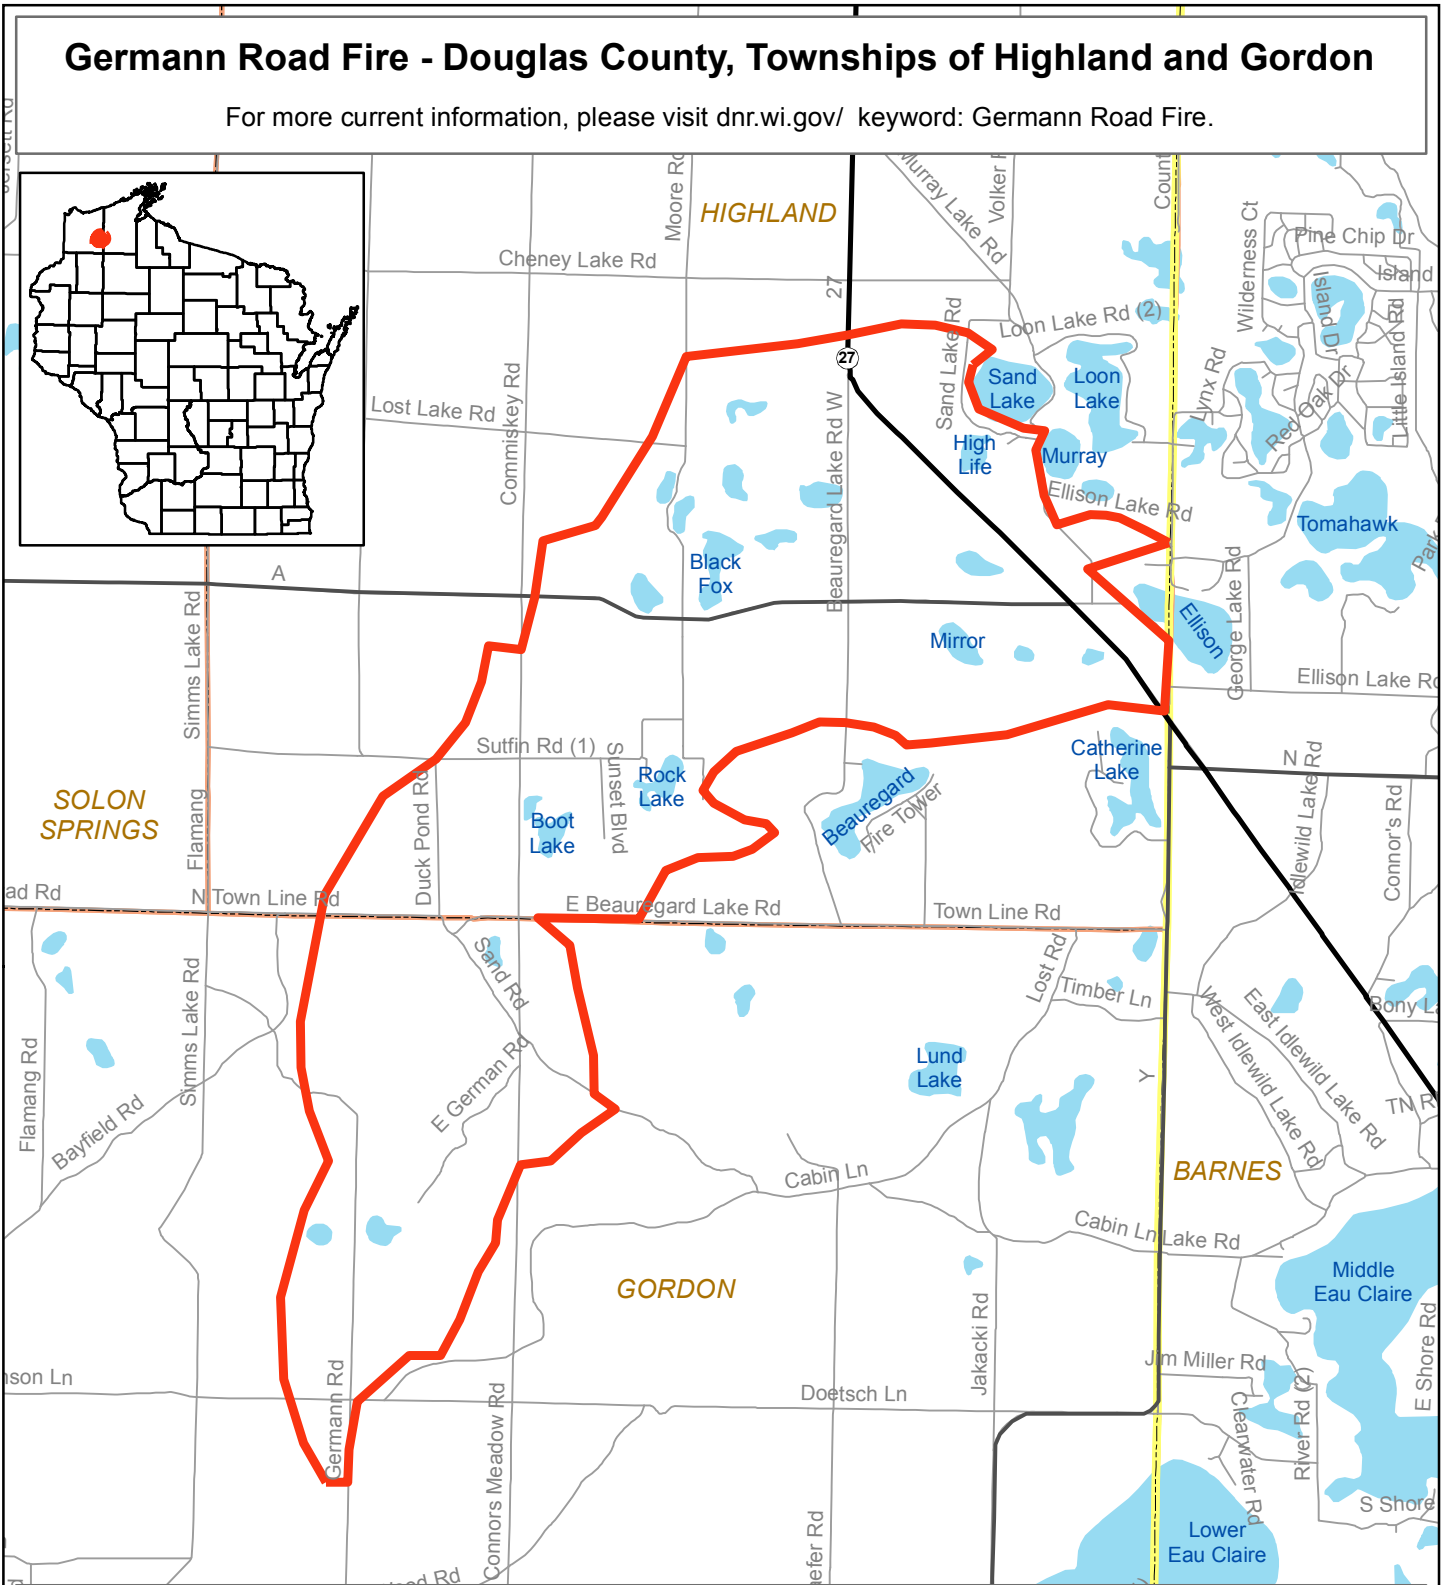 Germann Road Fire - Douglas County, Townships of Highland and Gordon
For more current information, please visit dnr.wi.gov/ keyword: Germann Road Fire.
Moore Rd
HIGHLAND
Murray Lake Rd
Volker
Wilderness Ct
Pine Chip Dr
Island
Cheney Lake Rd
27
Island Dr
Little Island Rd
Loon Lake Rd (2)
Sand Lake Rd
27
Lynx Rd
Red Oak Dr
Sand
Lake
Loon
Lake
Commiskey Rd
Lost Lake Rd
Beauregard Lake Rd W
High
Life
Murray
Ellison Lake Rd
Tomahawk
Park
Black
Fox
A
Simms Lake Rd
Mirror
Ellison
George Lake Rd
Ellison Lake Rd
Sutfin Rd (1)
Sunset Blvd
Rock
Lake
Catherine
Lake
N
Idlewild Lake Rd
Connor's Rd
SOLON
SPRINGS
Flamang
Duck Pond Rd
Boot
Lake
Beauregard
Fire Tower
ad Rd
N Town Line Rd
E Beauregard Lake Rd
Town Line Rd
Sand Rd
Lost Rd
Timber Ln
Simms Lake Rd
West Idlewild Lake Rd
East Idlewild Lake Rd
Flamang Rd
Bayfield Rd
E German Rd
Lund
Lake
Y
TN R
Cabin Ln
BARNES
Cabin Ln
Lake Rd
GORDON
Middle
Eau Claire
E Shore Rd
Jakacki Rd
Jim Miller Rd
nson Ln
Germann Rd
Connors Meadow Rd
Doetsch Ln
Clearwater Rd
River Rd (2)
S Shore
Lower
Eau Claire
aefer Rd